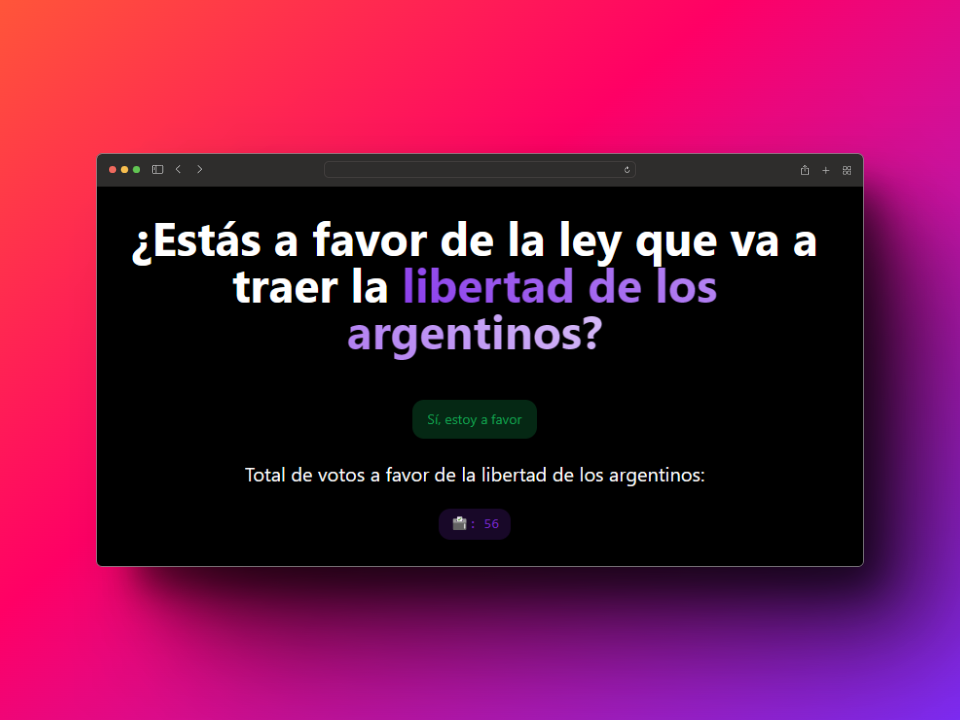 ¿Estás a favor de la ley que va a
traer la libertad de los
argentinos?
Sí, estoy a favor
Total de votos a favor de la libertad de los argentinos:
🗳: 56